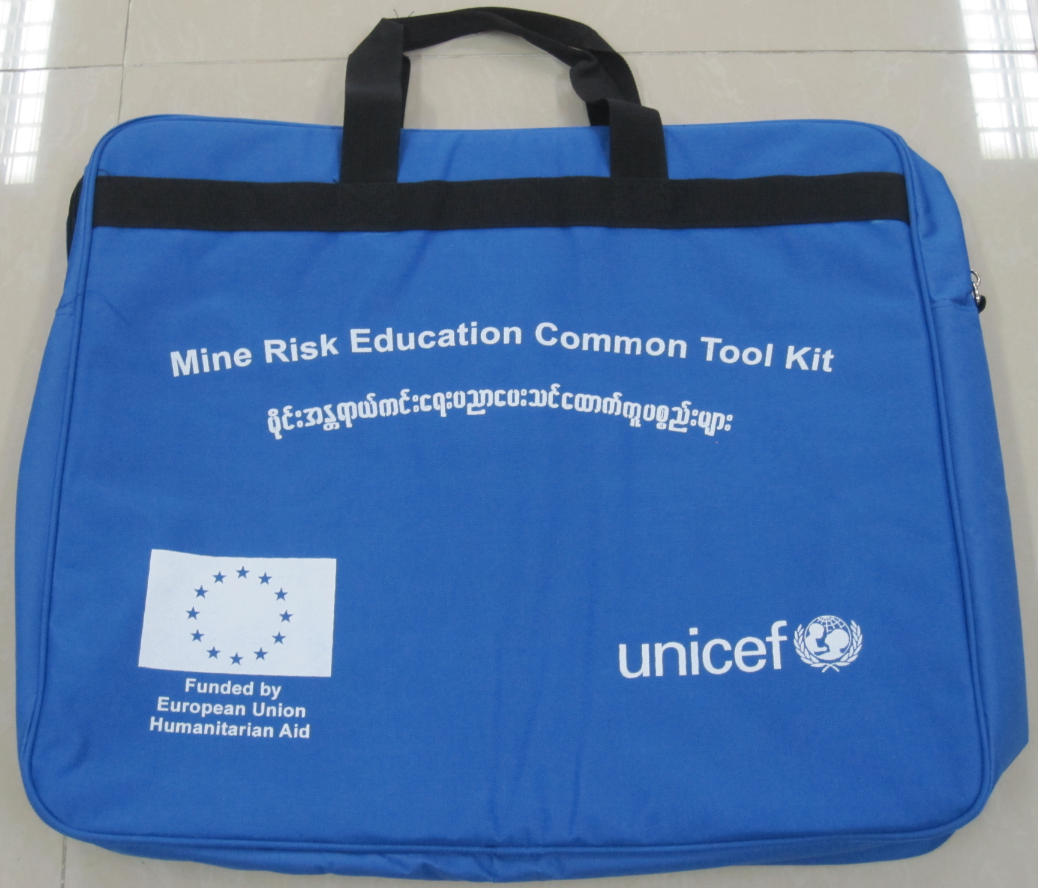 Mine Risk Education Common Tool Kit
မိုင်းအန္တရာယ်ကင်းရေးပညာပေးသင်ထောက်ကူပစ္စည်းများ
Funded by
European Union
Humanitarian Aid
unicef